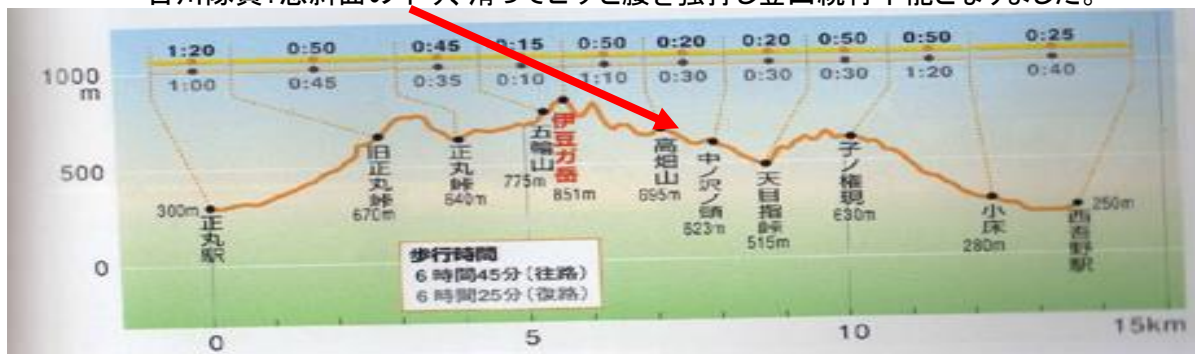 1:20 0:50 0:45 0:15 0:50 0:20 0:20 0:50 0:50 0:25
1:00 0:45 0:35 0:10 1:10 0:30 0:30 0:30 1:20 0:40
1000
m
500
0
300m
正丸駅
旧正丸峠
670m
正丸峠
640m
五輪山
775m
伊豆ガ岳
851m
高畑山
695m
中ノ沢ノ頭
623m
天目指峠
515m
子ノ権現
630m
小床
280m
西吾野駅
250m
歩行時間
6時間45分(往路)
6時間25分(復路)
0 5 10 15km